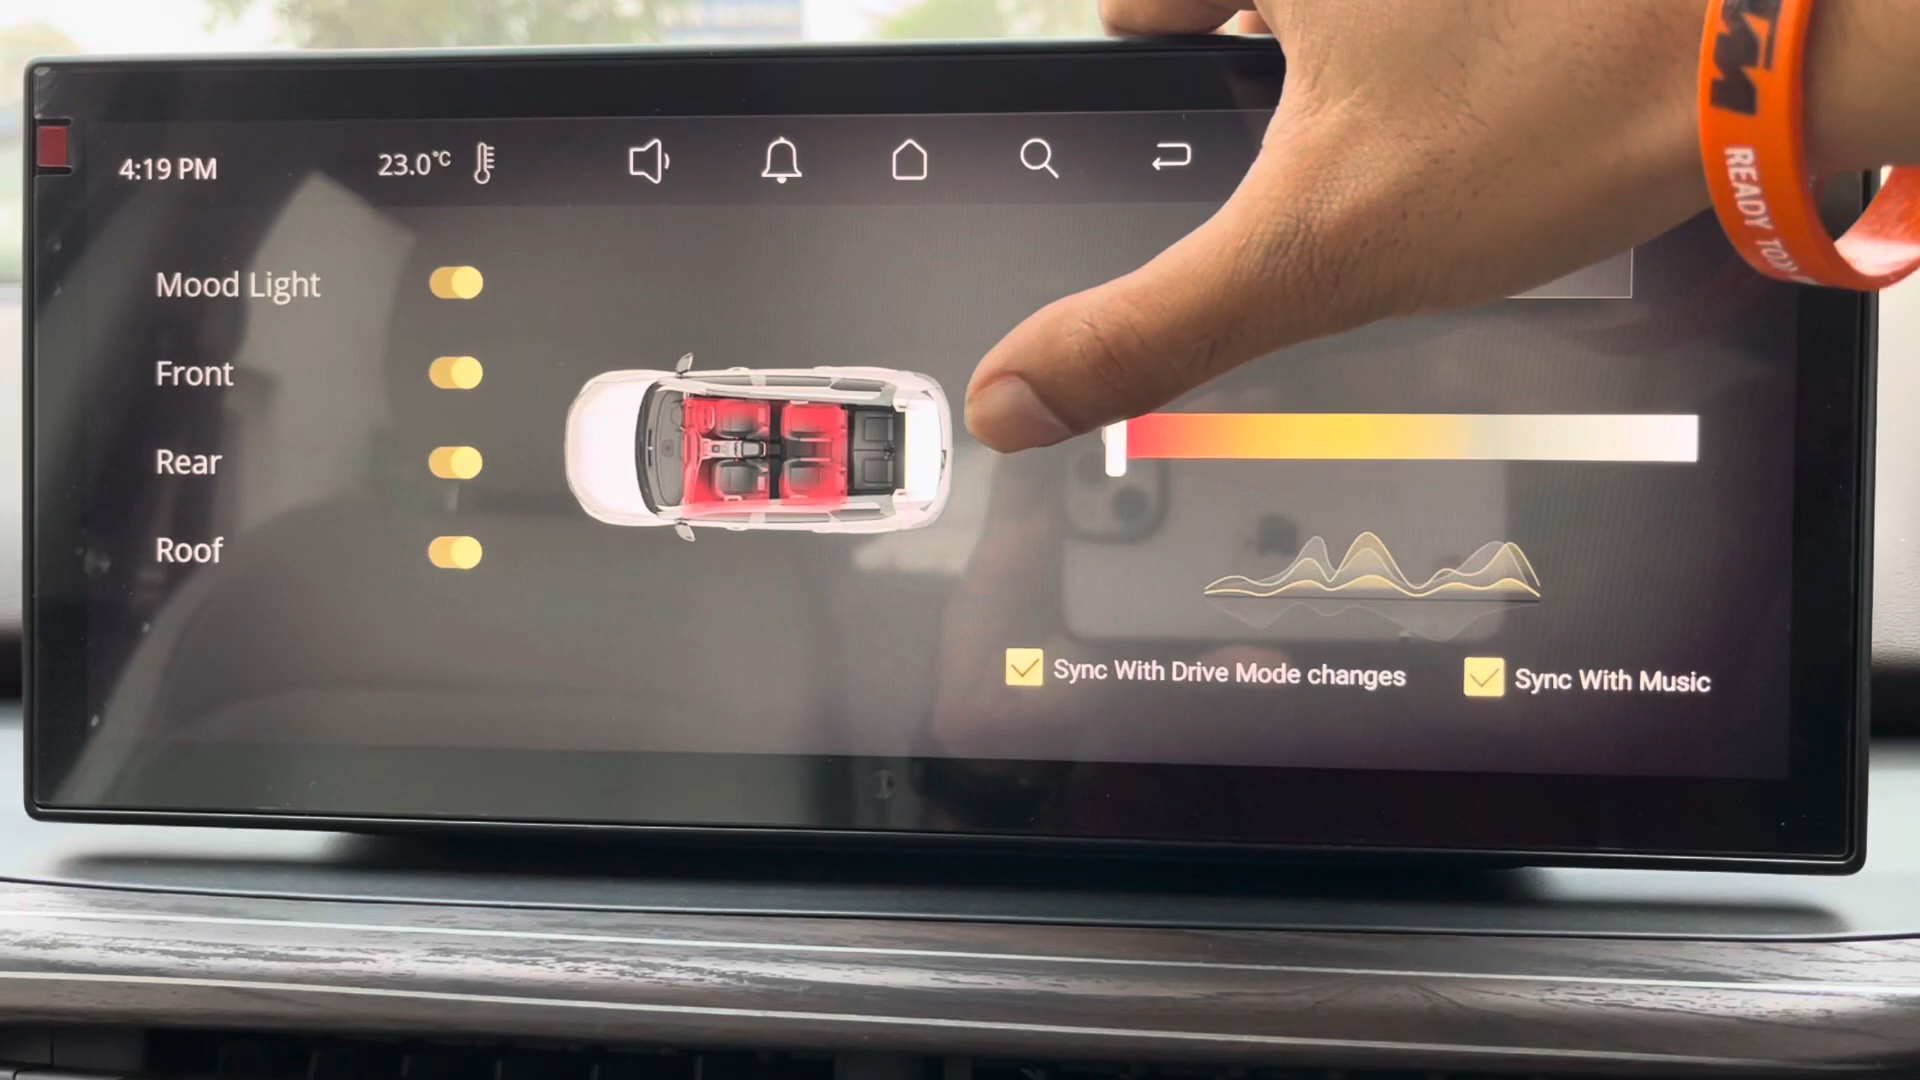 4:19 PM
23.0°C
Mood Light
Front
Rear
Roof
Sync With Drive Mode changes
Sync With Music
KTM
READY TO